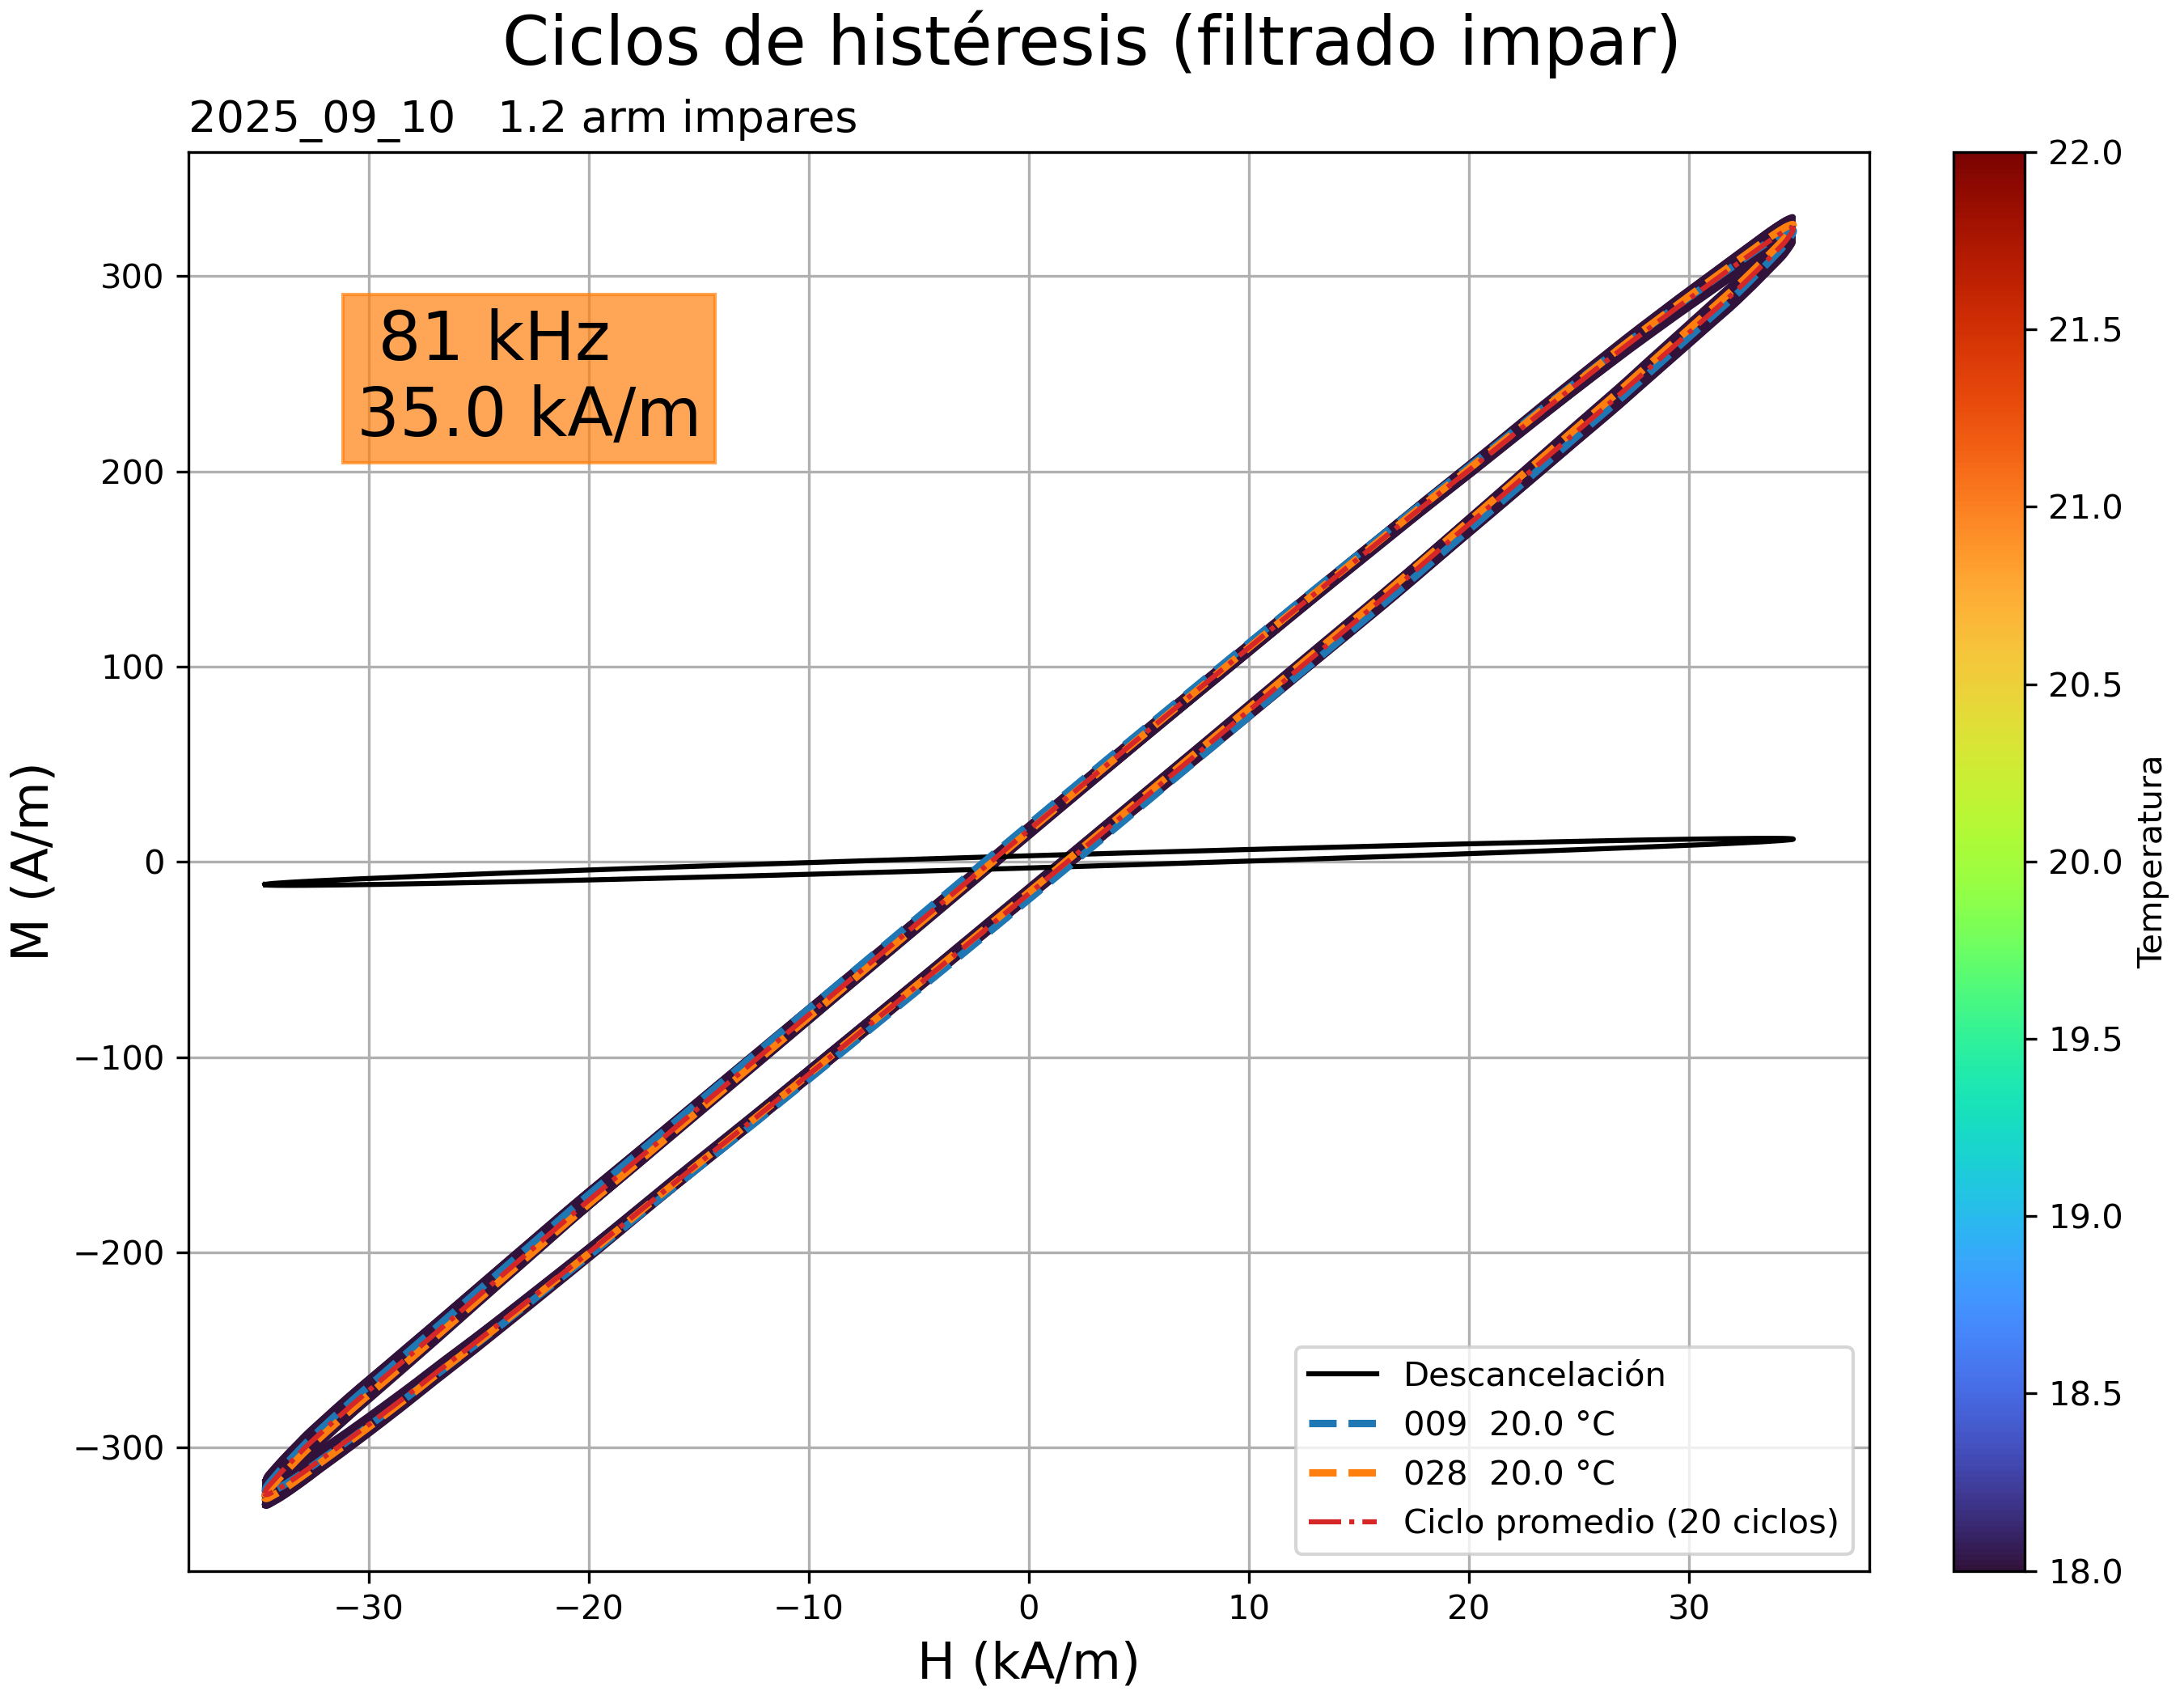 Ciclos de histéresis (filtrado impar)
2025_09_10   1.2 arm impares
81 kHz
35.0 kA/m
M (A/m)
300
200
100
0
−100
−200
−300
−30
−20
−10
0
10
20
30
H (kA/m)
Descancelación
009  20.0 °C
028  20.0 °C
Ciclo promedio (20 ciclos)
22.0
21.5
21.0
20.5
20.0
19.5
19.0
18.5
18.0
Temperatura